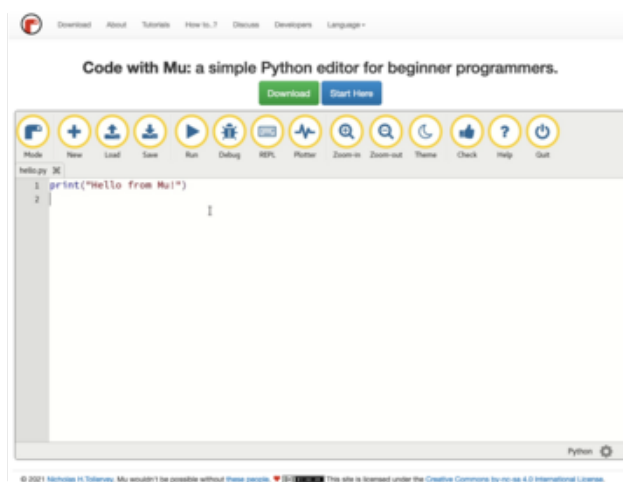 Download About Tutorials How to..? Discuss Developers Language
Code with Mu: a simple Python editor for beginner programmers.
Download Start Here
Mode New Load Save Run Debug REPL Plotter Zoom-in Zoom-out Theme Check Help Quit
hello.py
1 print("Hello from Mu!")
2
Python
© 2021 Nicholas H.Tollervey. Mu wouldn't be possible without these people. This site is licensed under the Creative Commons by-nc-sa 4.0 International License.